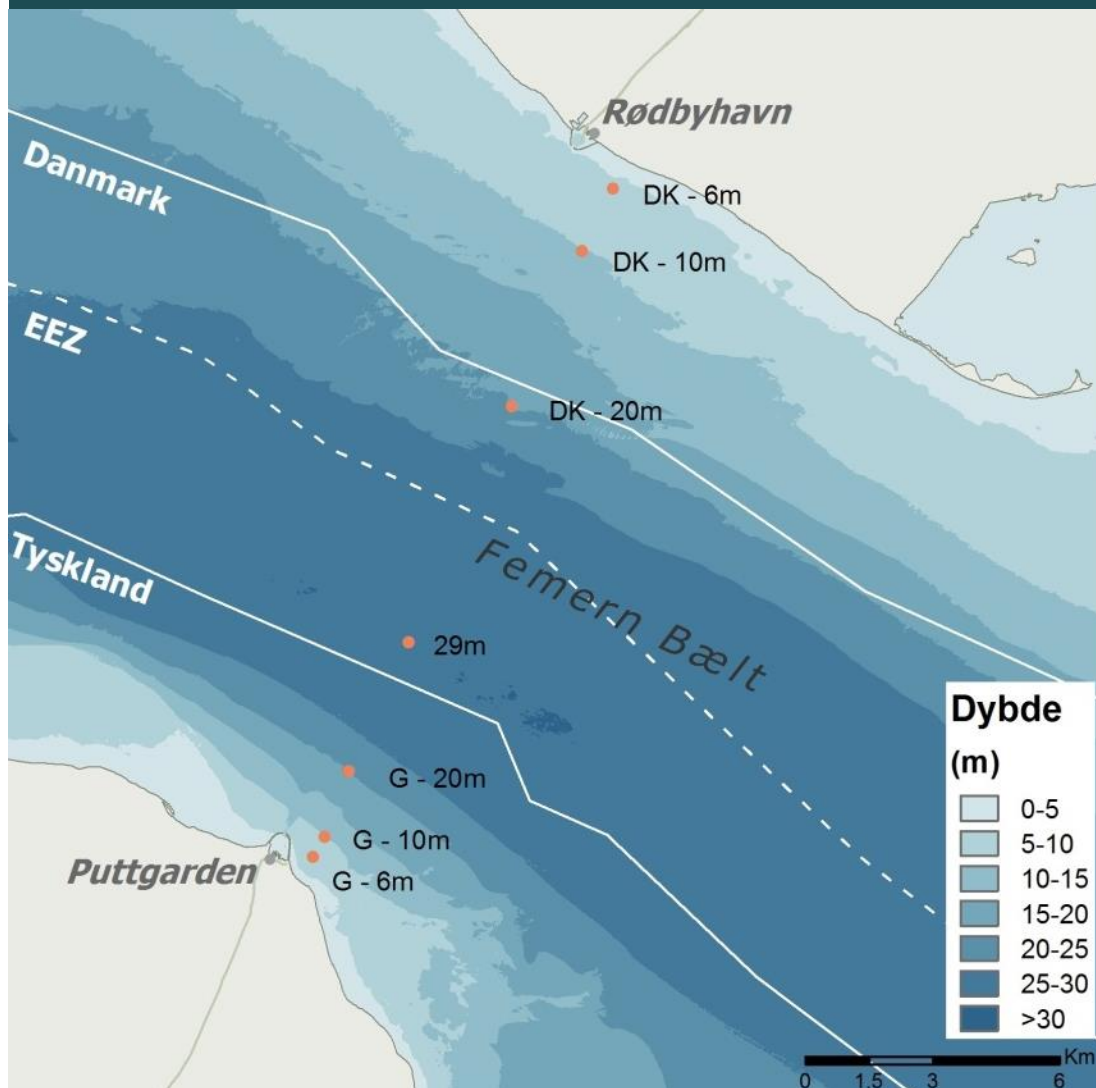 Rødbyhavn
Danmark
DK - 6m
DK - 10m
EEZ
DK - 20m
Femern Bælt
Tyskland
29m
G - 20m
G - 10m
Puttgarden
G - 6m
Dybde
(m)
0-5
5-10
10-15
15-20
20-25
25-30
>30
Km
0 1,5 3 6